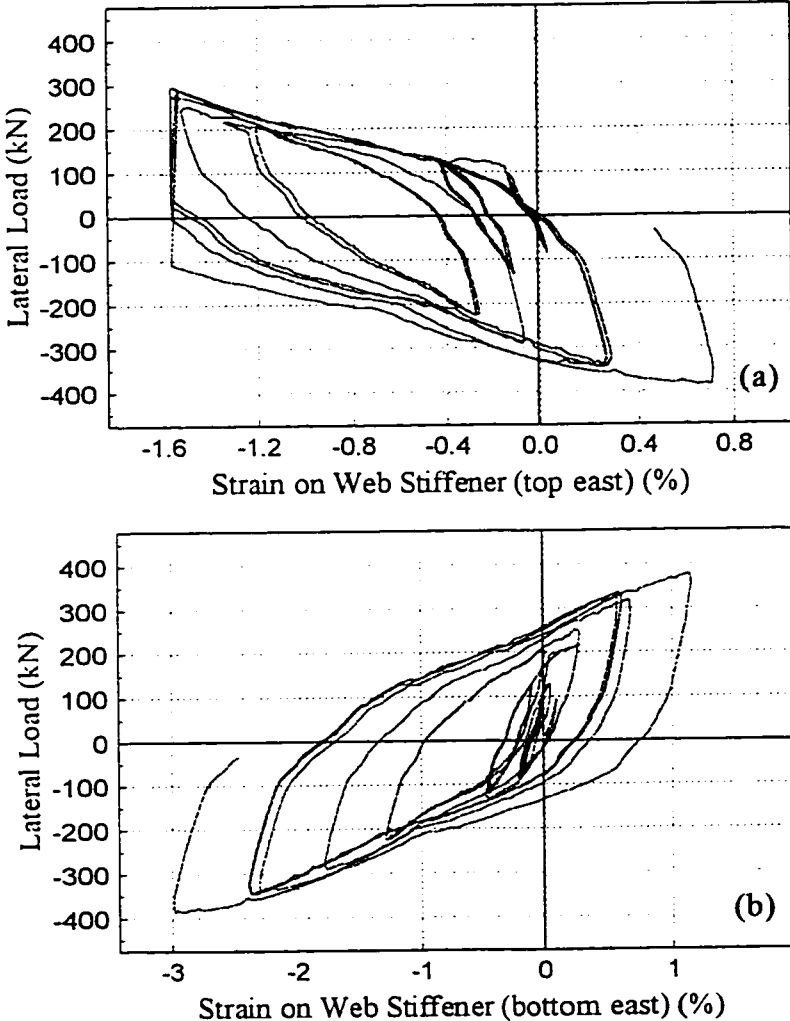 400
300
200
100
0
-100
-200
-300
-400
Lateral Load (kN)
(a)
-1.6 -1.2 -0.8 -0.4 0.0 0.4 0.8
Strain on Web Stiffener (top east) (%)
400
300
200
100
0
-100
-200
-300
-400
Lateral Load (kN)
(b)
-3 -2 -1 0 1
Strain on Web Stiffener (bottom east) (%)